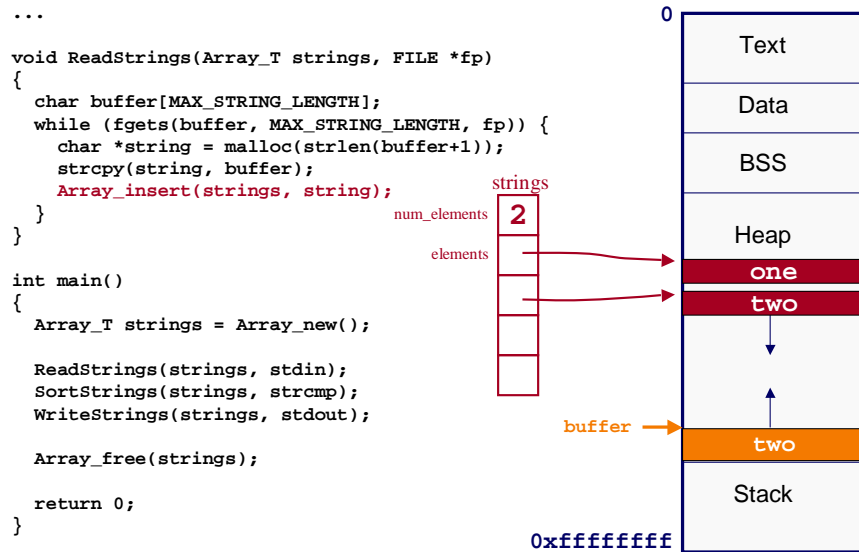 ...
void ReadStrings(Array_T strings, FILE *fp)
{
  char buffer[MAX_STRING_LENGTH];
  while (fgets(buffer, MAX_STRING_LENGTH, fp)) {
    char *string = malloc(strlen(buffer+1));
    strcpy(string, buffer);
    Array_insert(strings, string);
  }
}
int main()
{
  Array_T strings = Array_new();
  ReadStrings(strings, stdin);
  SortStrings(strings, strcmp);
  WriteStrings(strings, stdout);
  Array_free(strings);
  return 0;
}
strings
num_elements 2
elements
buffer
0
Text
Data
BSS
Heap
one
two
two
Stack
0xffffffff